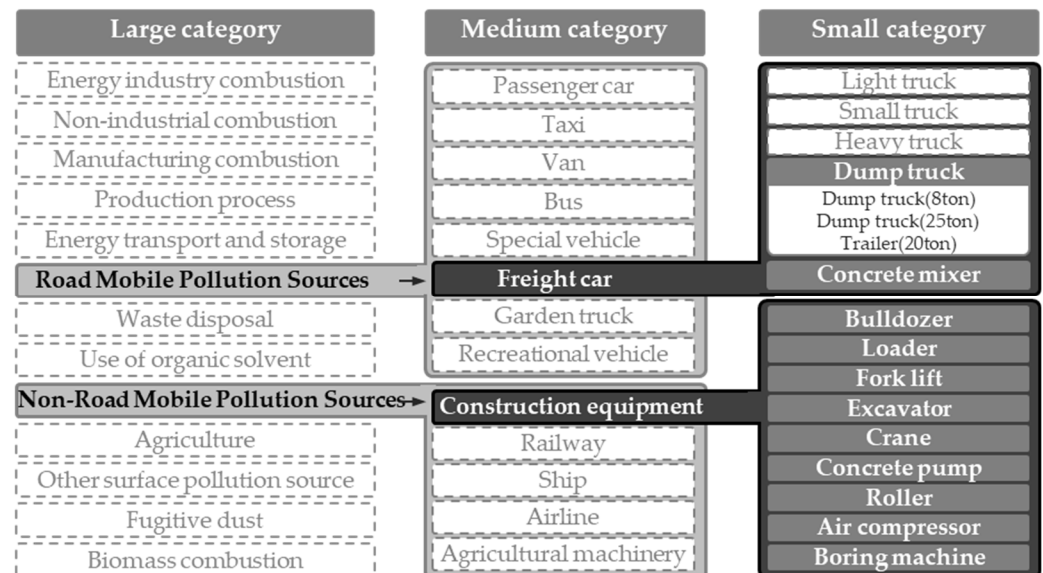 Large category
Energy industry combustion
Non-industrial combustion
Manufacturing combustion
Production process
Energy transport and storage
Road Mobile Pollution Sources
Waste disposal
Use of organic solvent
Non-Road Mobile Pollution Sources
Agriculture
Other surface pollution source
Fugitive dust
Biomass combustion
Medium category
Passenger car
Taxi
Van
Bus
Special vehicle
Freight car
Garden truck
Recreational vehicle
Construction equipment
Railway
Ship
Airline
Agricultural machinery
Small category
Light truck
Small truck
Heavy truck
Dump truck
Dump truck(8ton)
Dump truck(25ton)
Trailer(20ton)
Concrete mixer
Bulldozer
Loader
Fork lift
Excavator
Crane
Concrete pump
Roller
Air compressor
Boring machine